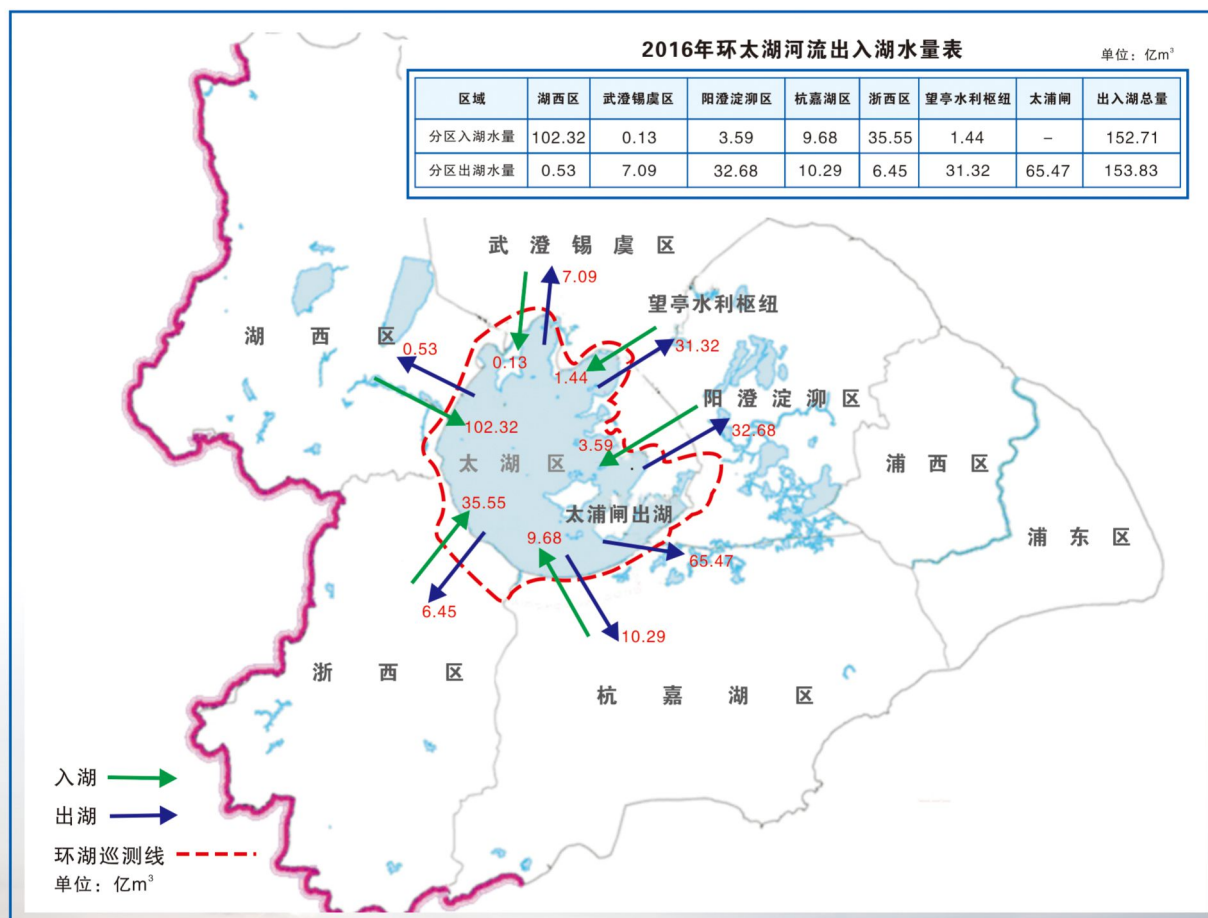 2016年环太湖河流出入湖水量表
单位：亿m³
区域 湖西区 武澄锡虞区 阳澄淀泖区 杭嘉湖区 浙西区 望亭水利枢纽 太浦闸 出入湖总量
分区入湖水量 102.32 0.13 3.59 9.68 35.55 1.44 – 152.71
分区出湖水量 0.53 7.09 32.68 10.29 6.45 31.32 65.47 153.83
武澄锡虞区
7.09
望亭水利枢纽
湖西区
0.53
0.13
1.44
31.32
阳澄淀泖区
102.32
3.59
32.68
太湖区
浦西区
35.55
太浦闸出湖
9.68
浦东区
65.47
6.45
10.29
浙西区
杭嘉湖区
入湖
出湖
环湖巡测线
单位：亿m³